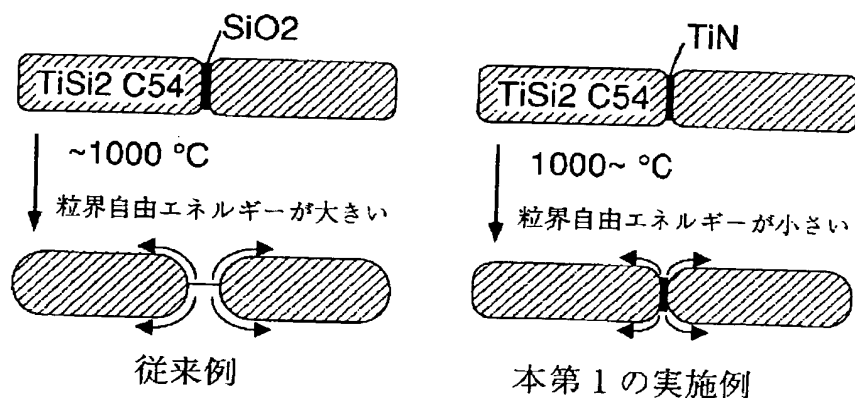 SiO2
TiSi2 C54
~1000 °C
粒界自由エネルギーが大きい
従来例
TiN
TiSi2 C54
1000~ °C
粒界自由エネルギーが小さい
本第1の実施例